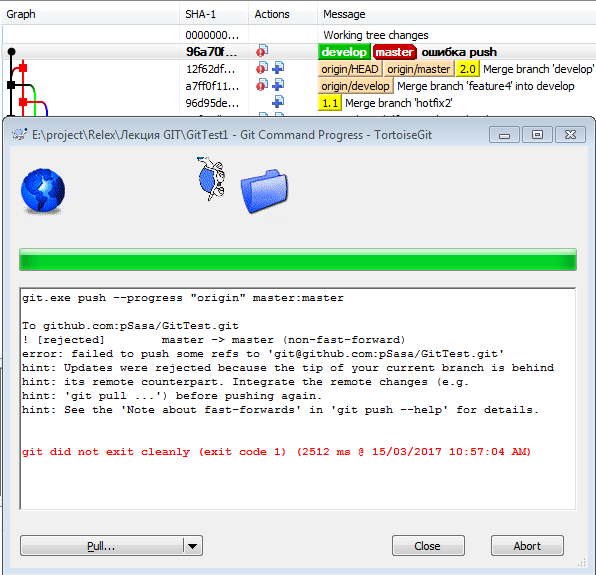 Graph SHA-1 Actions Message
0000000... Working tree changes
96a70f... develop master ошибка push
12f62df... origin/HEAD origin/master 2.0 Merge branch 'develop'
a7ff0f11... origin/develop Merge branch 'feature4' into develop
96d95de... 1.1 Merge branch 'hotfix2'
E:\project\Relex\Лекция GIT\GitTest1 - Git Command Progress - TortoiseGit
git.exe push --progress "origin" master:master
To github.com:pSasa/GitTest.git
! [rejected] master -> master (non-fast-forward)
error: failed to push some refs to 'git@github.com:pSasa/GitTest.git'
hint: Updates were rejected because the tip of your current branch is behind
hint: its remote counterpart. Integrate the remote changes (e.g.
hint: 'git pull ...') before pushing again.
hint: See the 'Note about fast-forwards' in 'git push --help' for details.
git did not exit cleanly (exit code 1) (2512 ms @ 15/03/2017 10:57:04 AM)
Pull... Close Abort